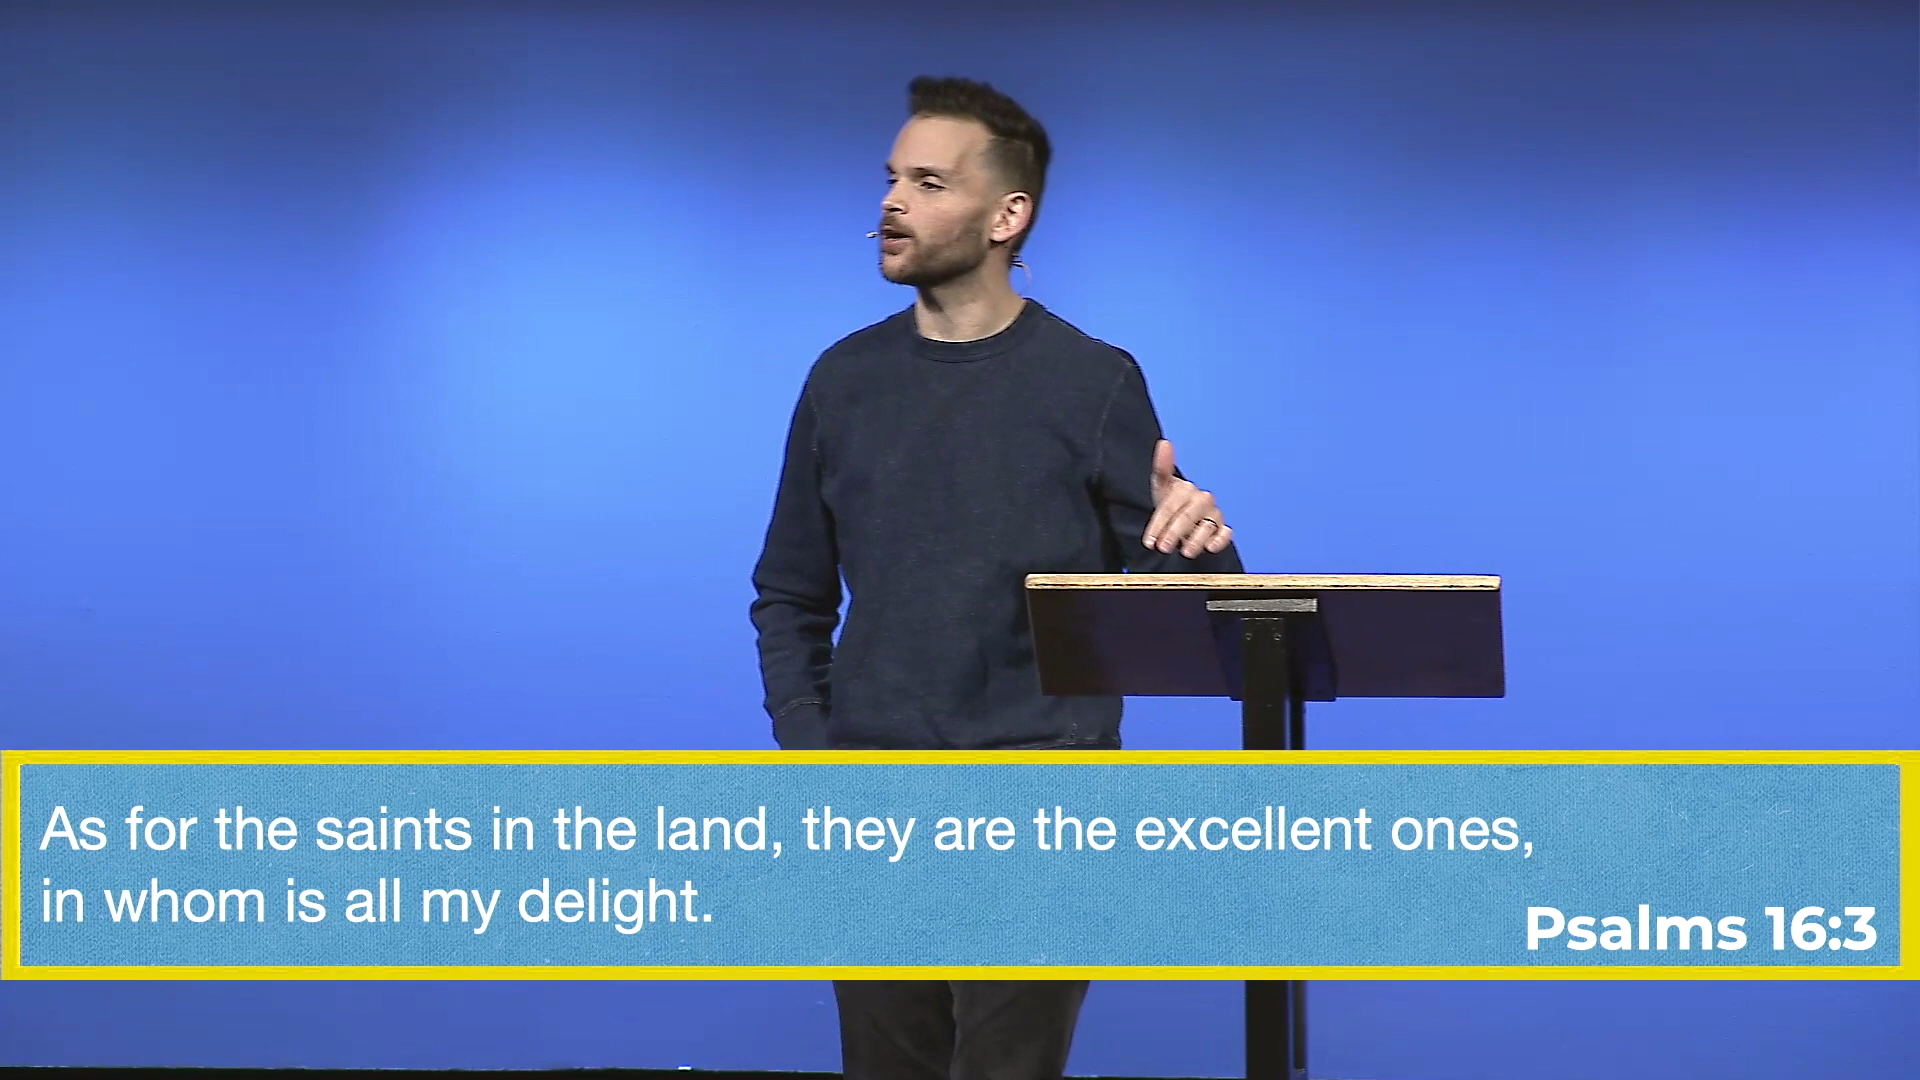 As for the saints in the land, they are the excellent ones,
in whom is all my delight.
Psalms 16:3